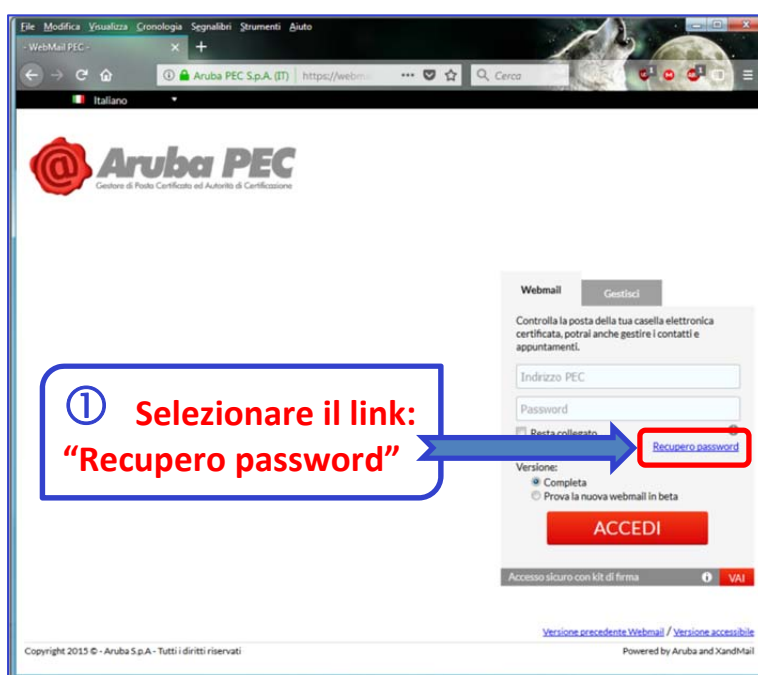 File Modifica Visualizza Cronologia Segnalibri Strumenti Aiuto
- WebMail PEC -
Aruba PEC S.p.A. (IT) https://webm
Cerca
Italiano
Aruba PEC
Gestore di Posta Certificata ed Autorità di Certificazione
Webmail Gestisci
Controlla la posta della tua casella elettronica
certificata, potrai anche gestire i contatti e
appuntamenti.
Indirizzo PEC
Password
Resta collegato
Recupero password
① Selezionare il link:
“Recupero password”
Versione:
Completa
Prova la nuova webmail in beta
ACCEDI
Accesso sicuro con kit di firma VAI
Versione precedente Webmail / Versione accessibile
Copyright 2015 © - Aruba S.p.A - Tutti i diritti riservati Powered by Aruba and XandMail